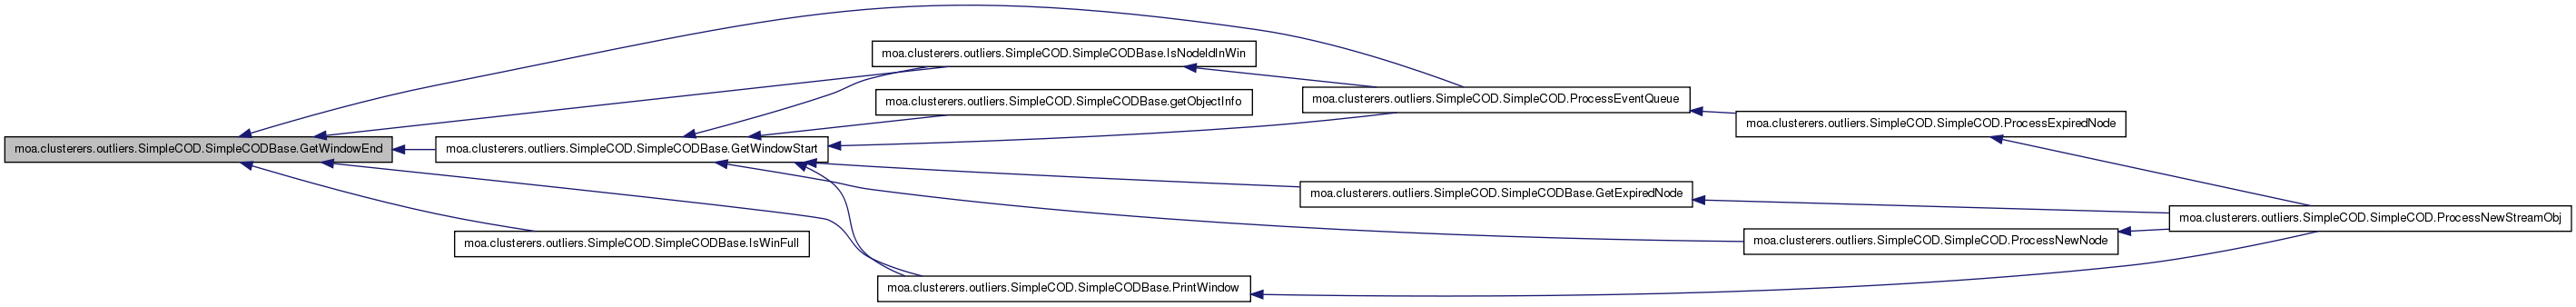 moa.clusterers.outliers.SimpleCOD.SimpleCODBase.GetWindowEnd
moa.clusterers.outliers.SimpleCOD.SimpleCODBase.IsNodeIdInWin
moa.clusterers.outliers.SimpleCOD.SimpleCODBase.getObjectInfo
moa.clusterers.outliers.SimpleCOD.SimpleCODBase.GetWindowStart
moa.clusterers.outliers.SimpleCOD.SimpleCODBase.IsWinFull
moa.clusterers.outliers.SimpleCOD.SimpleCODBase.PrintWindow
moa.clusterers.outliers.SimpleCOD.SimpleCOD.ProcessEventQueue
moa.clusterers.outliers.SimpleCOD.SimpleCODBase.GetExpiredNode
moa.clusterers.outliers.SimpleCOD.SimpleCOD.ProcessExpiredNode
moa.clusterers.outliers.SimpleCOD.SimpleCOD.ProcessNewNode
moa.clusterers.outliers.SimpleCOD.SimpleCOD.ProcessNewStreamObj